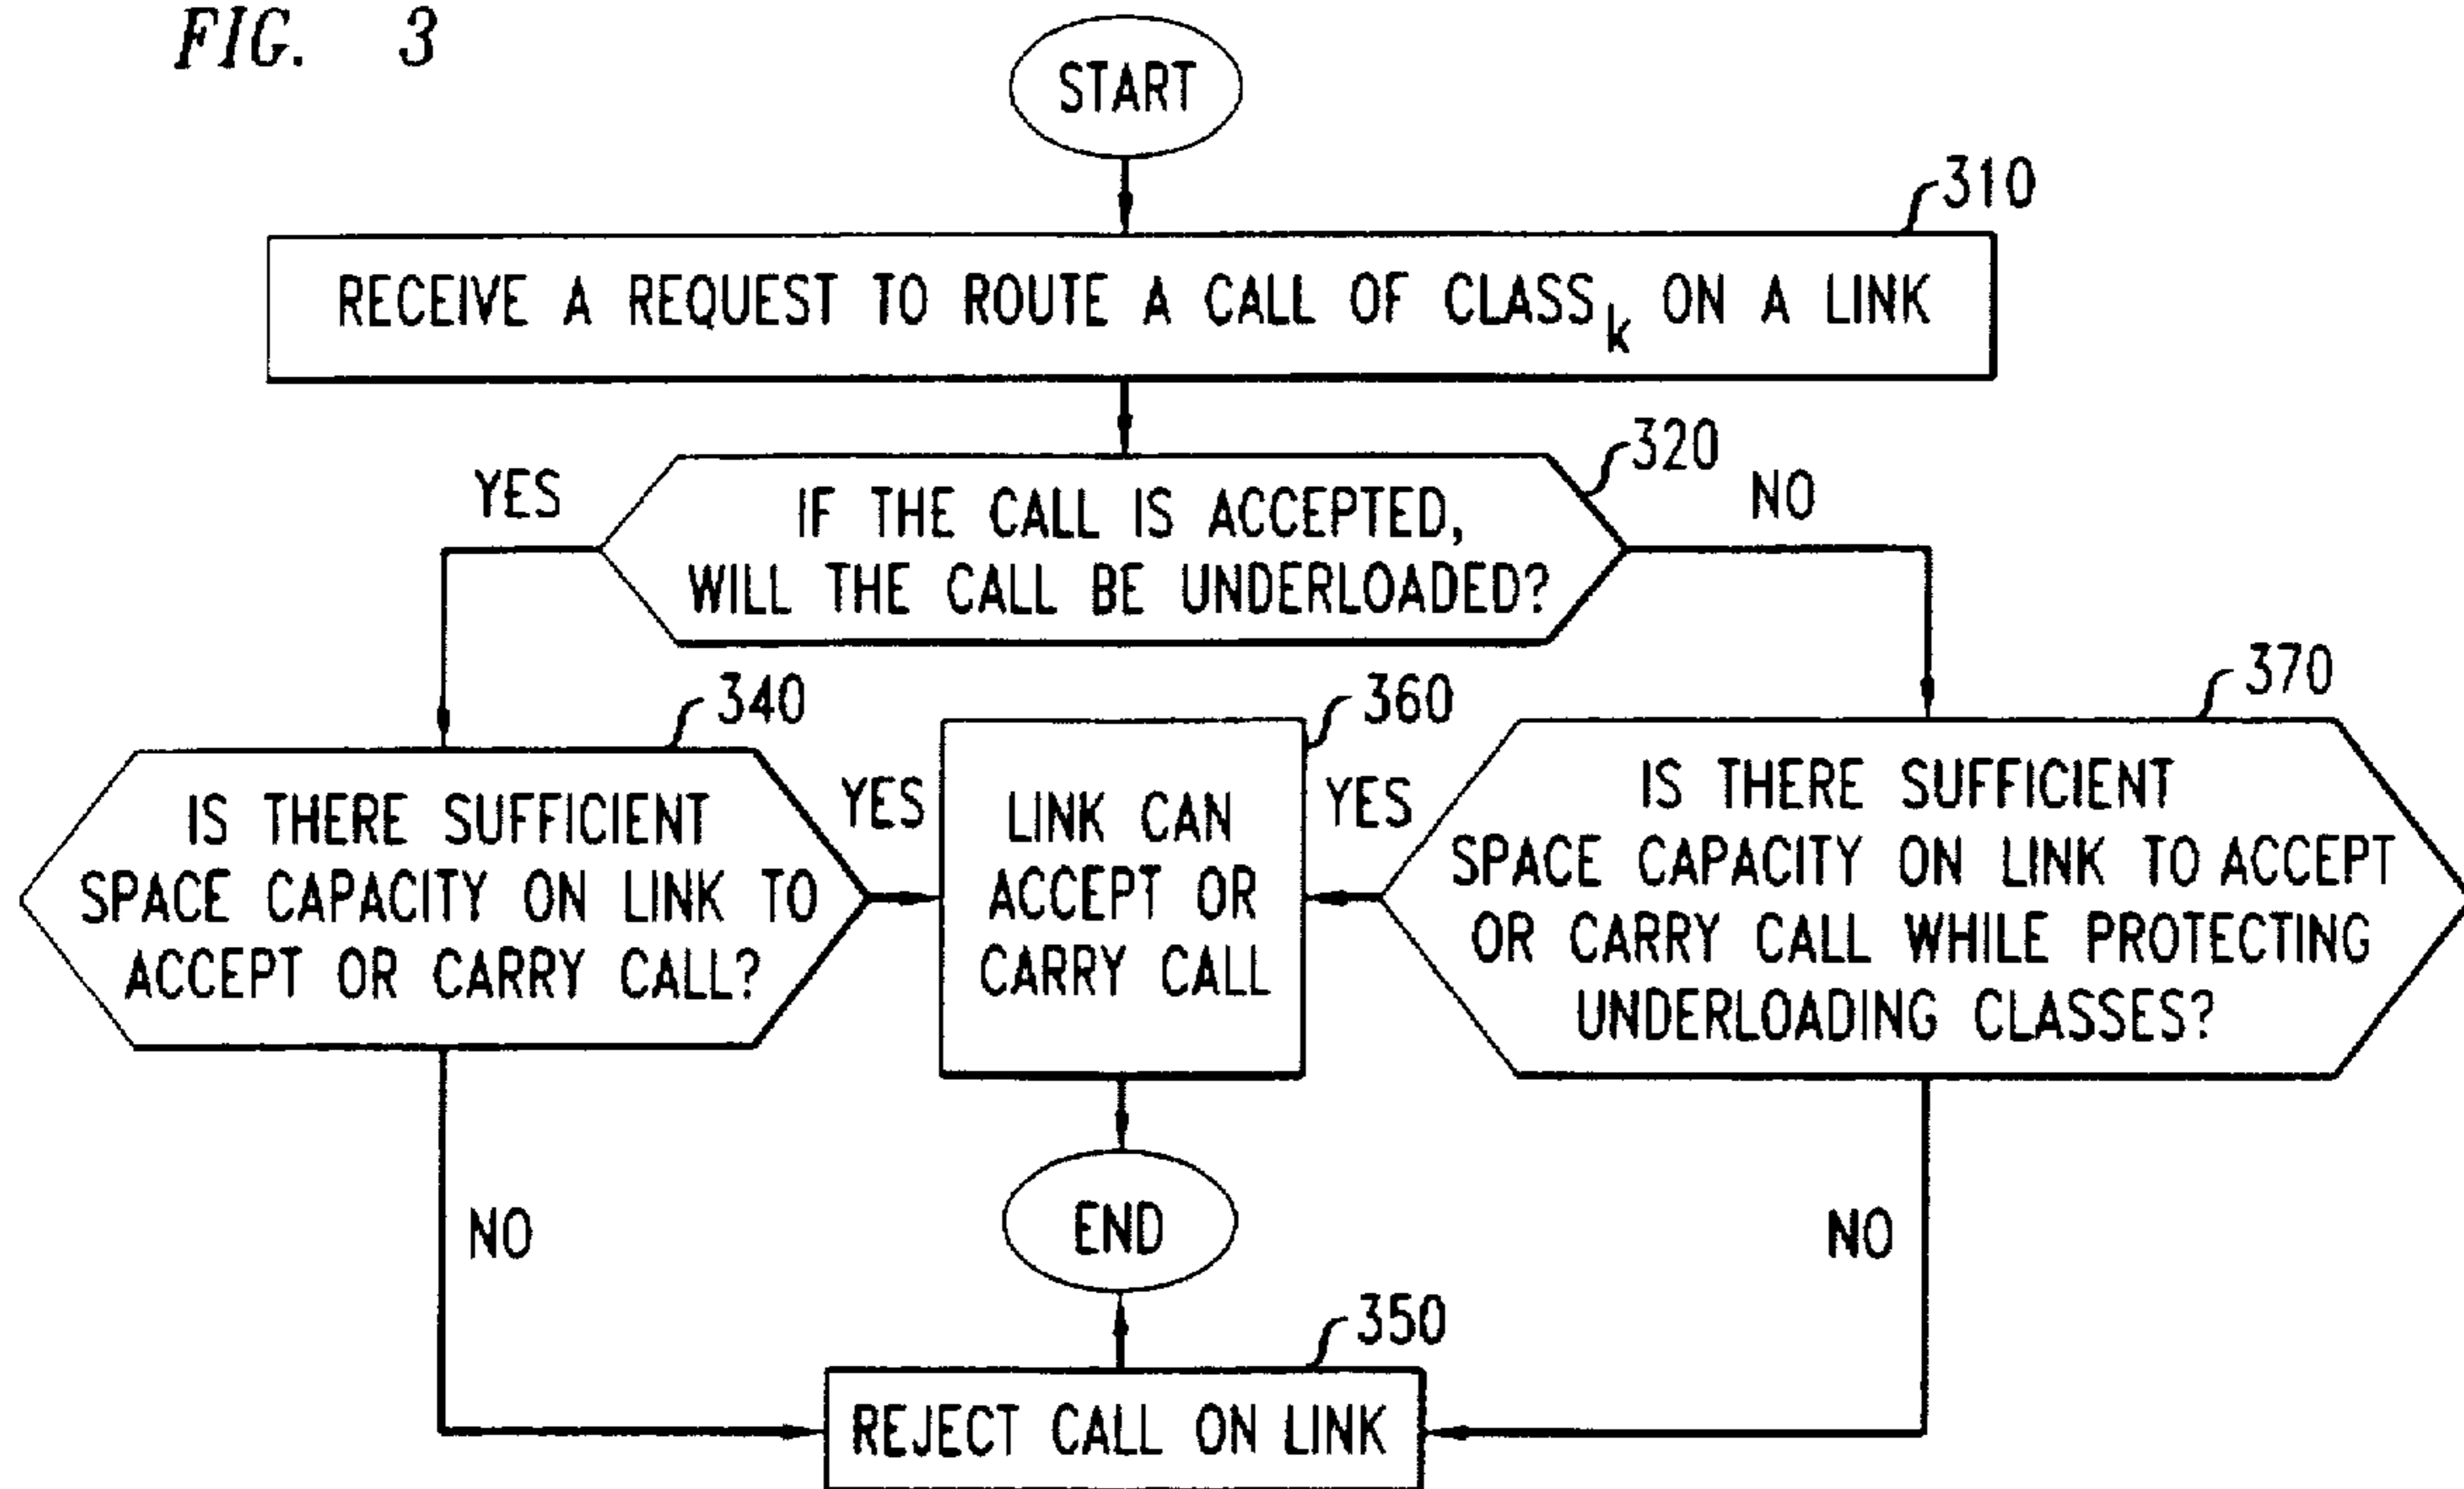 FIG. 3
START
310
RECEIVE A REQUEST TO ROUTE A CALL OF CLASSk ON A LINK
320
YES
NO
IF THE CALL IS ACCEPTED,
WILL THE CALL BE UNDERLOADED?
340
360
370
IS THERE SUFFICIENT
SPACE CAPACITY ON LINK TO
ACCEPT OR CARRY CALL?
YES
LINK CAN
ACCEPT OR
CARRY CALL
YES
IS THERE SUFFICIENT
SPACE CAPACITY ON LINK TO ACCEPT
OR CARRY CALL WHILE PROTECTING
UNDERLOADING CLASSES?
NO
END
NO
350
REJECT CALL ON LINK